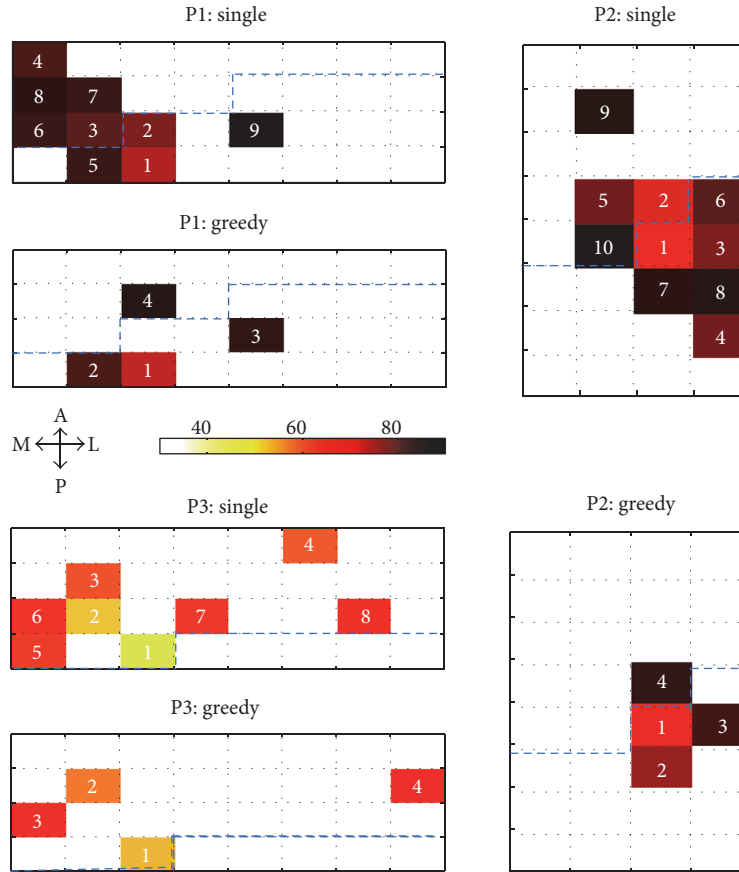 P1: single
4
8 7
6 3 2 9
5 1
P1: greedy
4
3
2 1
A
M L
P
40 60 80
P3: single
4
3
6 2 7 8
5 1
P3: greedy
2 4
3
1
P2: single
9
5 2 6
10 1 3
7 8
4
P2: greedy
4
1 3
2